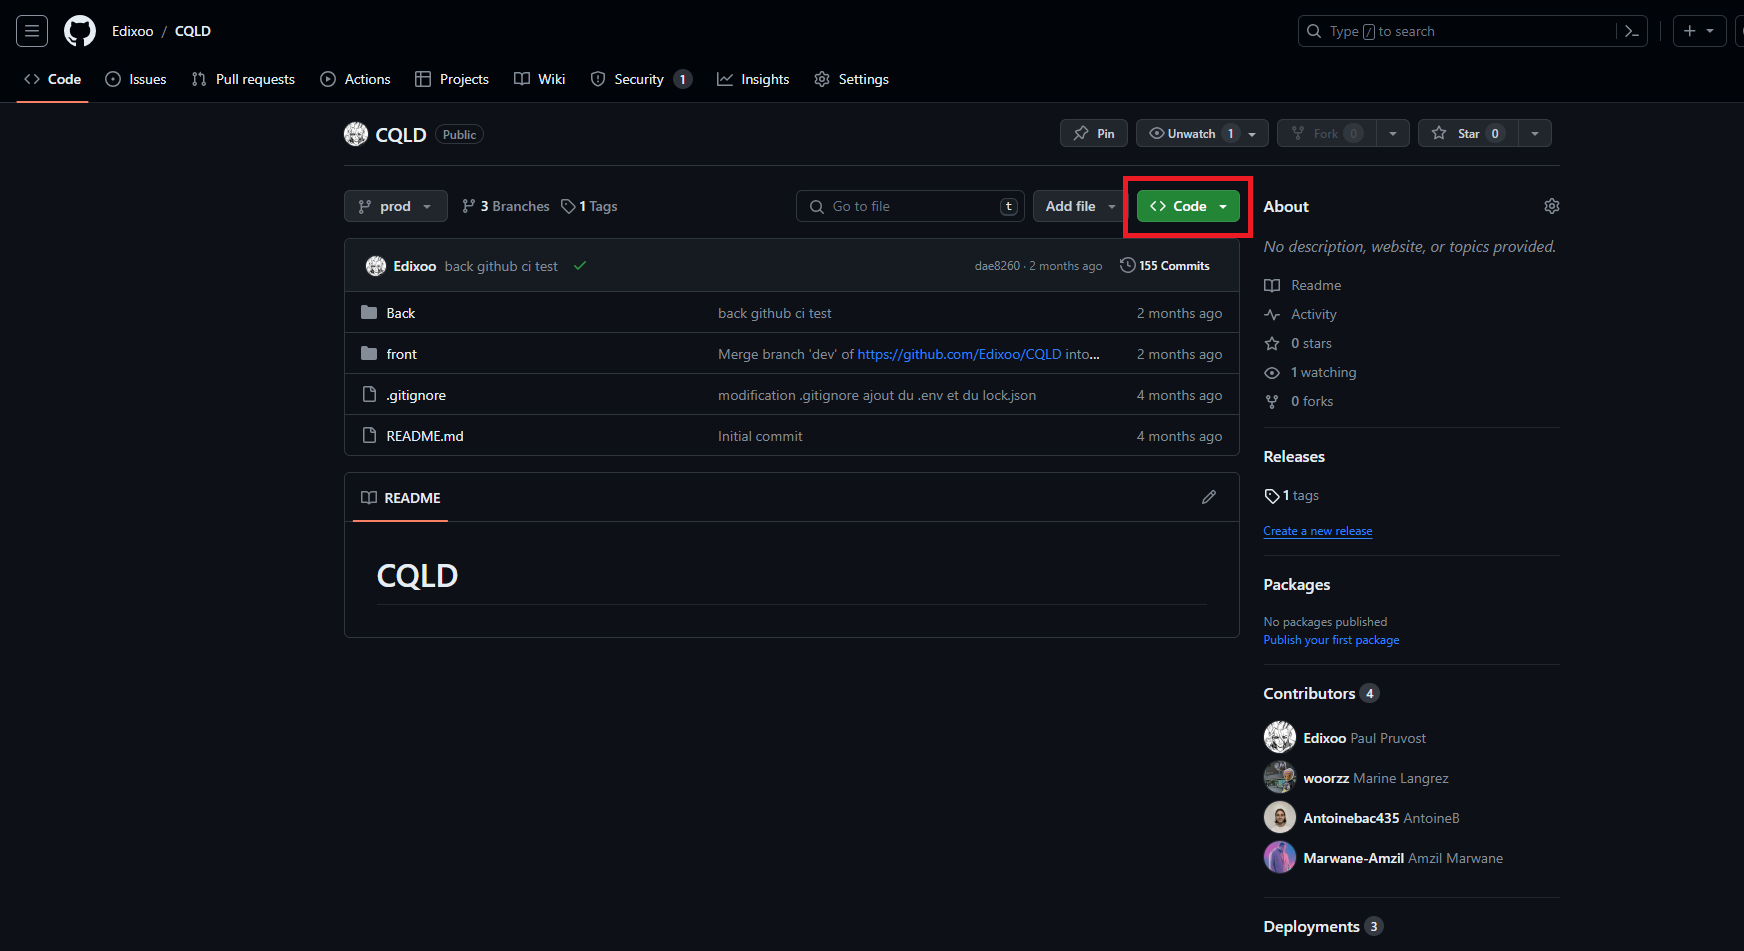 Edixoo / CQLD
Type / to search
Code Issues Pull requests Actions Projects Wiki Security 1 Insights Settings
CQLD Public
Pin Unwatch 1 Fork 0 Star 0
prod 3 Branches 1 Tags Go to file t Add file Code
Edixoo back github ci test dae8260 · 2 months ago 155 Commits
Back back github ci test 2 months ago
front Merge branch 'dev' of https://github.com/Edixoo/CQLD into... 2 months ago
.gitignore modification .gitignore ajout du .env et du lock.json 4 months ago
README.md Initial commit 4 months ago
README
CQLD
About
No description, website, or topics provided.
Readme
Activity
0 stars
1 watching
0 forks
Releases
1 tags
Create a new release
Packages
No packages published
Publish your first package
Contributors 4
Edixoo Paul Pruvost
woorzz Marine Langrez
Antoinebac435 AntoineB
Marwane-Amzil Amzil Marwane
Deployments 3